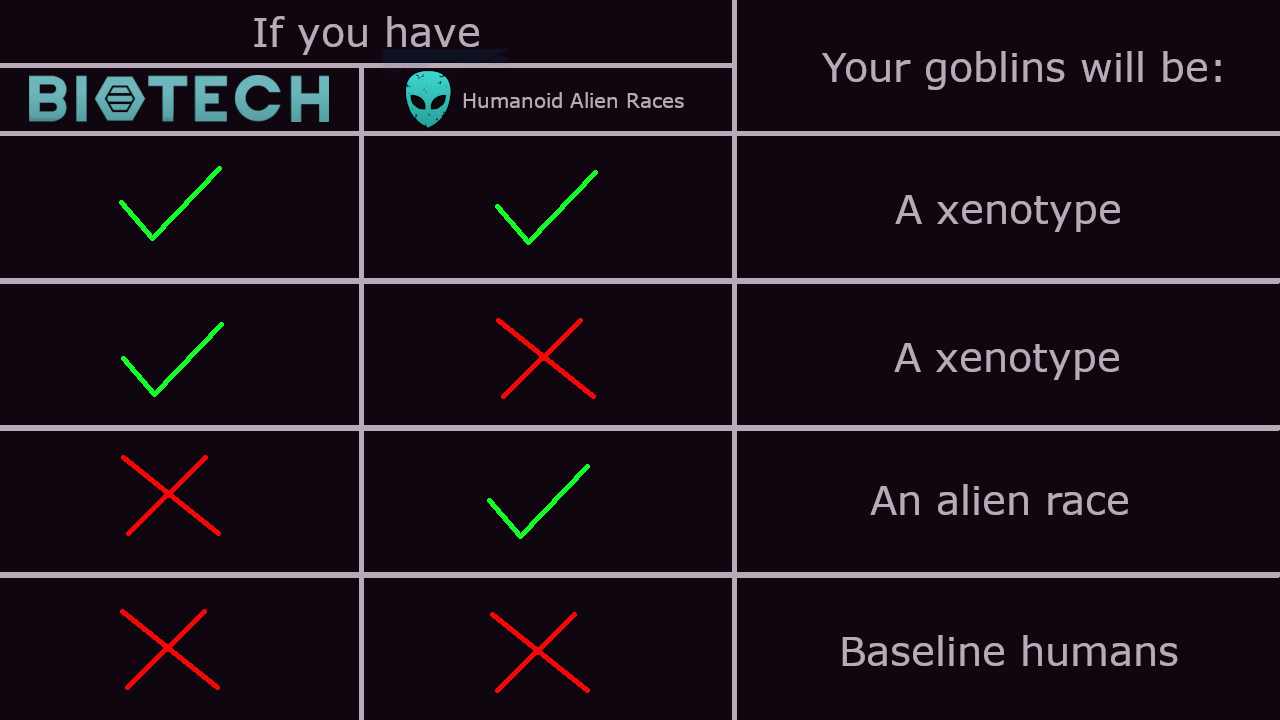 If you have
Your goblins will be:
BIOTECH
Humanoid Alien Races
A xenotype
A xenotype
An alien race
Baseline humans